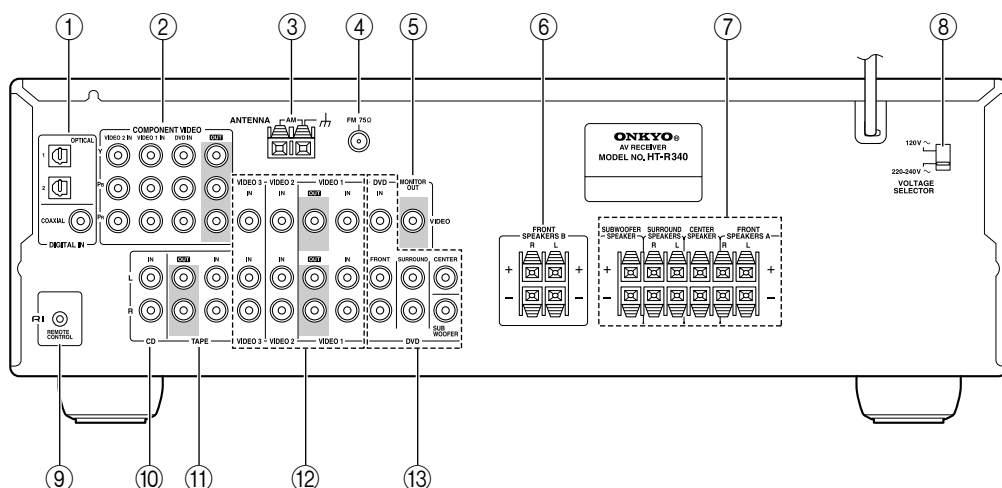 ① ② ③ ④ ⑤ ⑥ ⑦ ⑧
OPTICAL
1
2
COAXIAL
DIGITAL IN
COMPONENT VIDEO
VIDEO 2 IN VIDEO 1 IN DVD IN OUT
Y
PB
PR
ANTENNA
AM
FM 75Ω
VIDEO 3 VIDEO 2 VIDEO 1 DVD MONITOR OUT
IN IN OUT IN IN
VIDEO
IN OUT IN IN IN OUT IN FRONT SURROUND CENTER
L
R
SUB WOOFER
CD TAPE VIDEO 3 VIDEO 2 VIDEO 1 DVD
RI
REMOTE CONTROL
ONKYO®
AV RECEIVER
MODEL NO. HT-R340
FRONT
SPEAKERS B
R L
+ +
− −
SUBWOOFER SPEAKER
SURROUND SPEAKERS
R L
CENTER SPEAKER
FRONT SPEAKERS A
R L
+ +
− −
120V ~
220-240V ~
VOLTAGE
SELECTOR
⑨ ⑩ ⑪ ⑫ ⑬